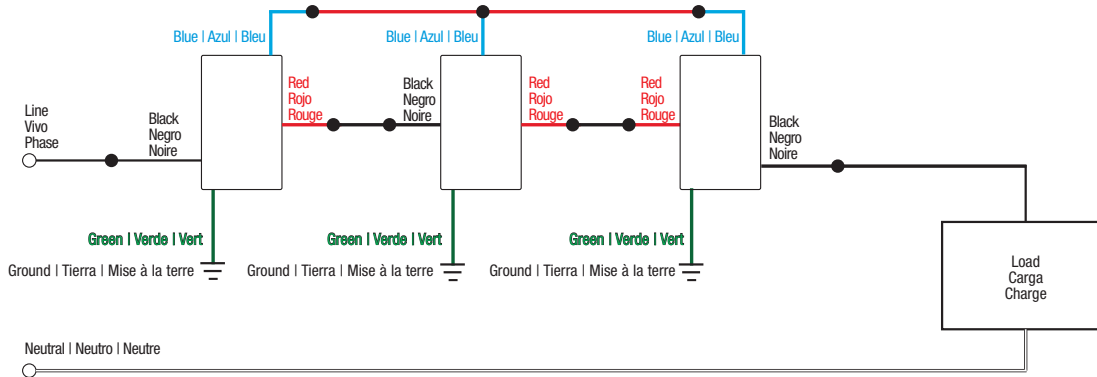 Blue | Azul | Bleu
Blue | Azul | Bleu
Blue | Azul | Bleu
Line
Vivo
Phase
Black
Negro
Noire
Red
Rojo
Rouge
Black
Negro
Noire
Red
Rojo
Rouge
Red
Rojo
Rouge
Black
Negro
Noire
Green | Verde | Vert
Green | Verde | Vert
Green | Verde | Vert
Ground | Tierra | Mise à la terre
Ground | Tierra | Mise à la terre
Ground | Tierra | Mise à la terre
Load
Carga
Charge
Neutral | Neutro | Neutre